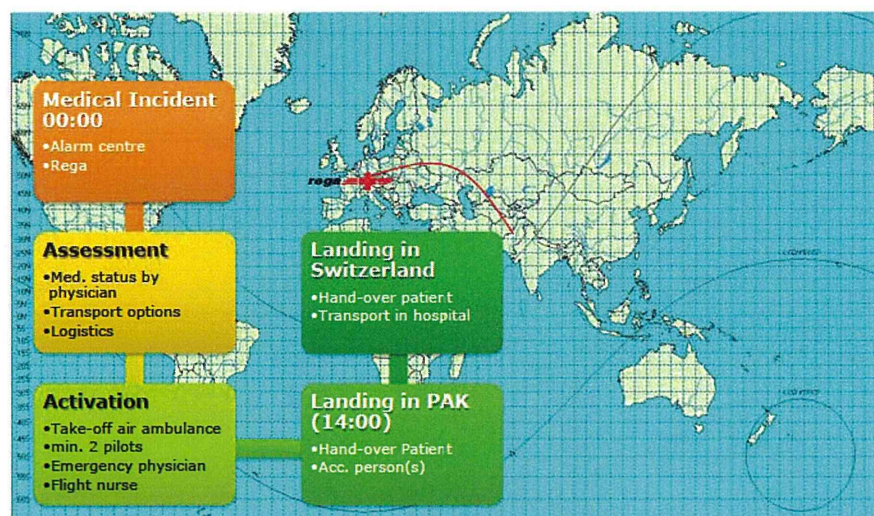 Medical Incident
00:00
•Alarm centre
•Rega
rega
Assessment
•Med. status by
physician
•Transport options
•Logistics
Landing in
Switzerland
•Hand-over patient
•Transport in hospital
Activation
•Take-off air ambulance
•min. 2 pilots
•Emergency physician
•Flight nurse
Landing in PAK
(14:00)
•Hand-over Patient
•Acc. person(s)